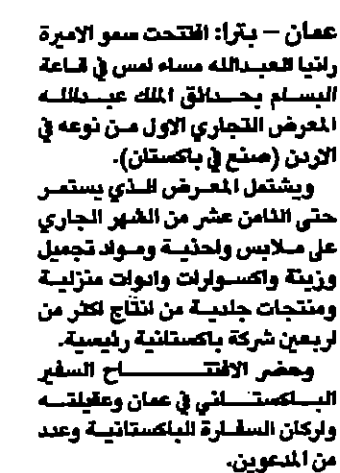 عمان – بترا: افتتحت سمو الاميرة
رانيا العبدالله مساء امس في قاعة
البسام بحدائق الملك عبدالله
المعرض التجاري الاول من نوعه في
الاردن (صنع في باكستان).
ويشتمل المعرض الذي يستمر
حتى الثامن عشر من الشهر الجاري
على ملابس واحذية ومواد تجميل
وزينة واكسسوارات وادوات منزلية
ومنتجات جلدية من انتاج اكثر من
اربعين شركة باكستانية رئيسية.
وحضر الافتتاح السفير
الباكستاني في عمان وعقيلته
واركان السفارة الباكستانية وعدد
من المدعوين.